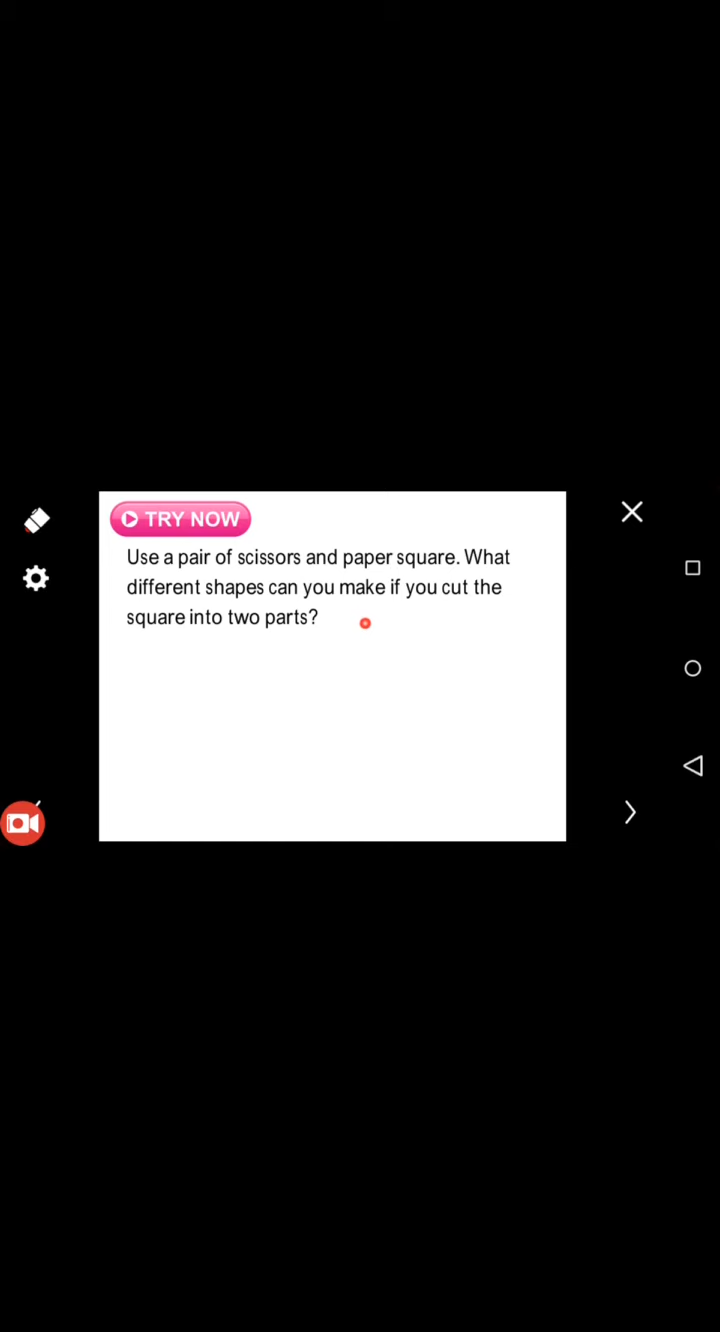 TRY NOW
Use a pair of scissors and paper square. What
different shapes can you make if you cut the
square into two parts?